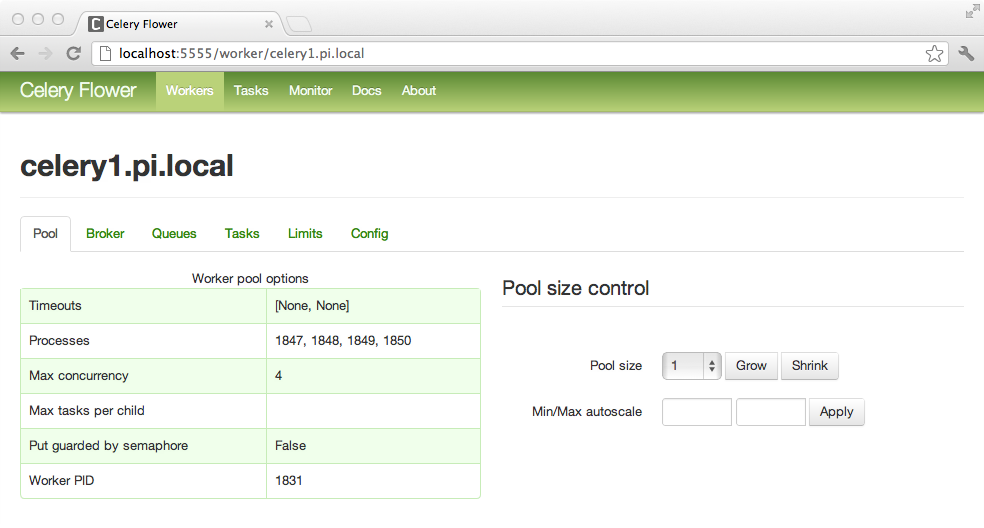 Celery Flower
localhost:5555/worker/celery1.pi.local
Celery Flower Workers Tasks Monitor Docs About
celery1.pi.local
Pool Broker Queues Tasks Limits Config
Worker pool options
Timeouts [None, None]
Processes 1847, 1848, 1849, 1850
Max concurrency 4
Max tasks per child
Put guarded by semaphore False
Worker PID 1831
Pool size control
Pool size 1 Grow Shrink
Min/Max autoscale Apply